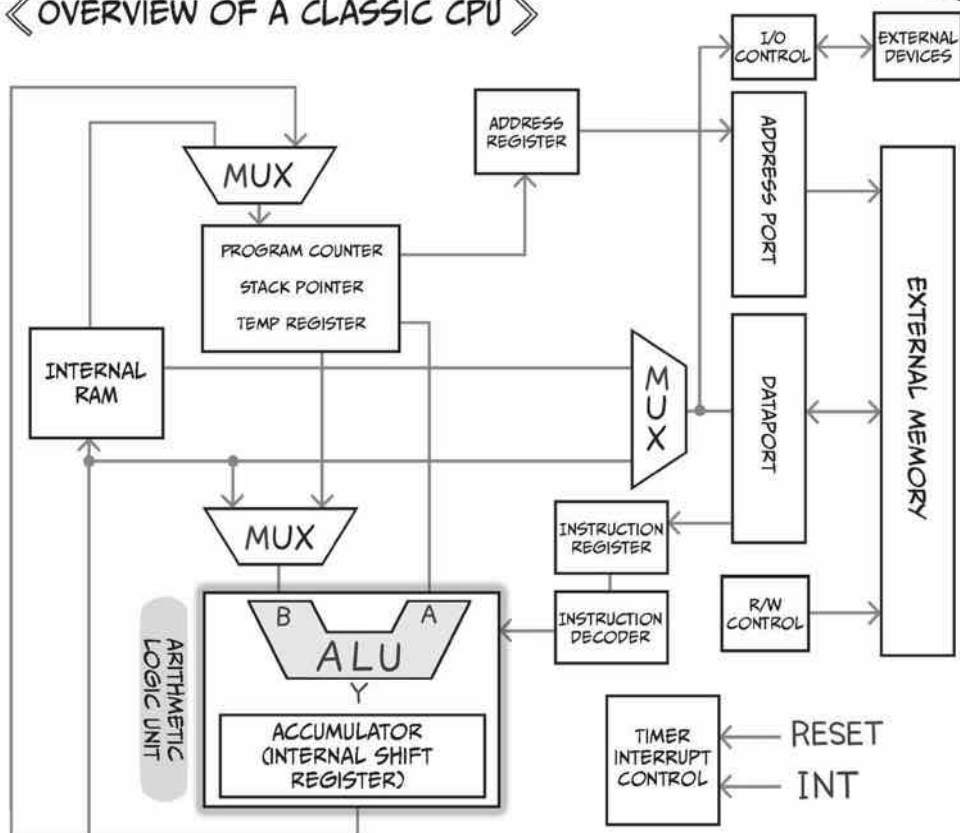 OVERVIEW OF A CLASSIC CPU
I/O
CONTROL
EXTERNAL
DEVICES
ADDRESS
REGISTER
ADDRESS PORT
MUX
PROGRAM COUNTER
STACK POINTER
TEMP REGISTER
EXTERNAL MEMORY
INTERNAL
RAM
MUX
DATAPORT
MUX
INSTRUCTION
REGISTER
INSTRUCTION
DECODER
R/W
CONTROL
ARITHMETIC
LOGIC UNIT
B
A
ALU
Y
ACCUMULATOR
(INTERNAL SHIFT
REGISTER)
TIMER
INTERRUPT
CONTROL
RESET
INT